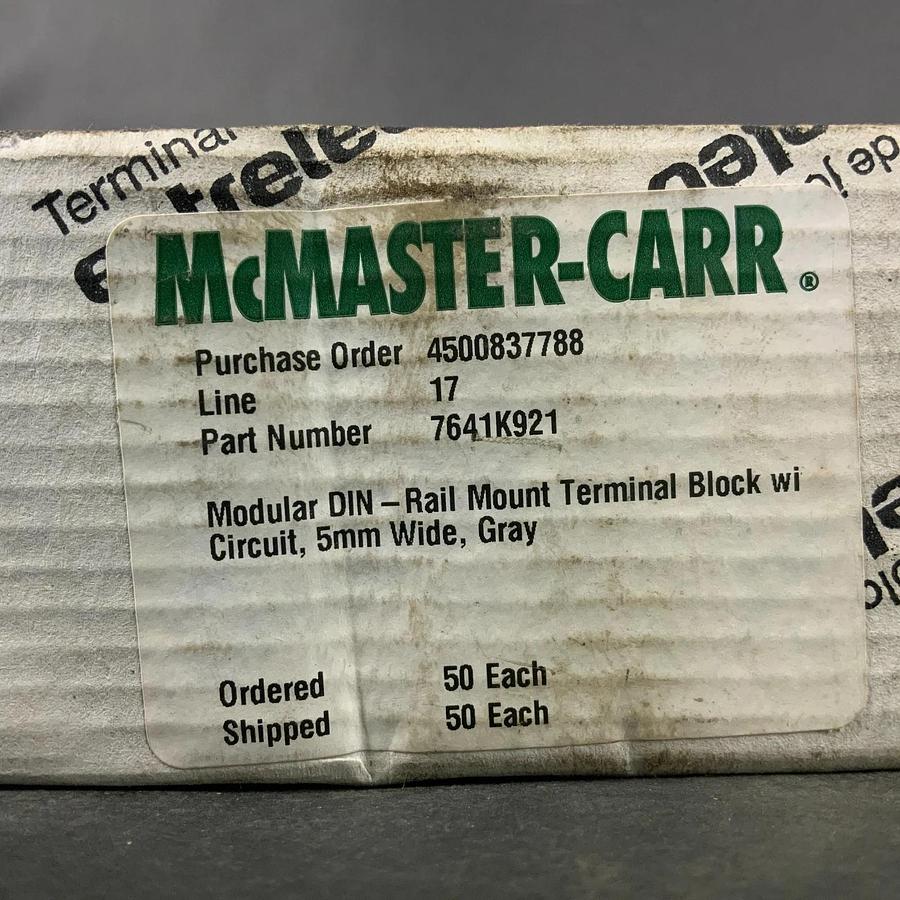 Terminal
McMASTER-CARR®
Purchase Order 4500837788
Line 17
Part Number 7641K921
Modular DIN – Rail Mount Terminal Block wi
Circuit, 5mm Wide, Gray
Ordered 50 Each
Shipped 50 Each